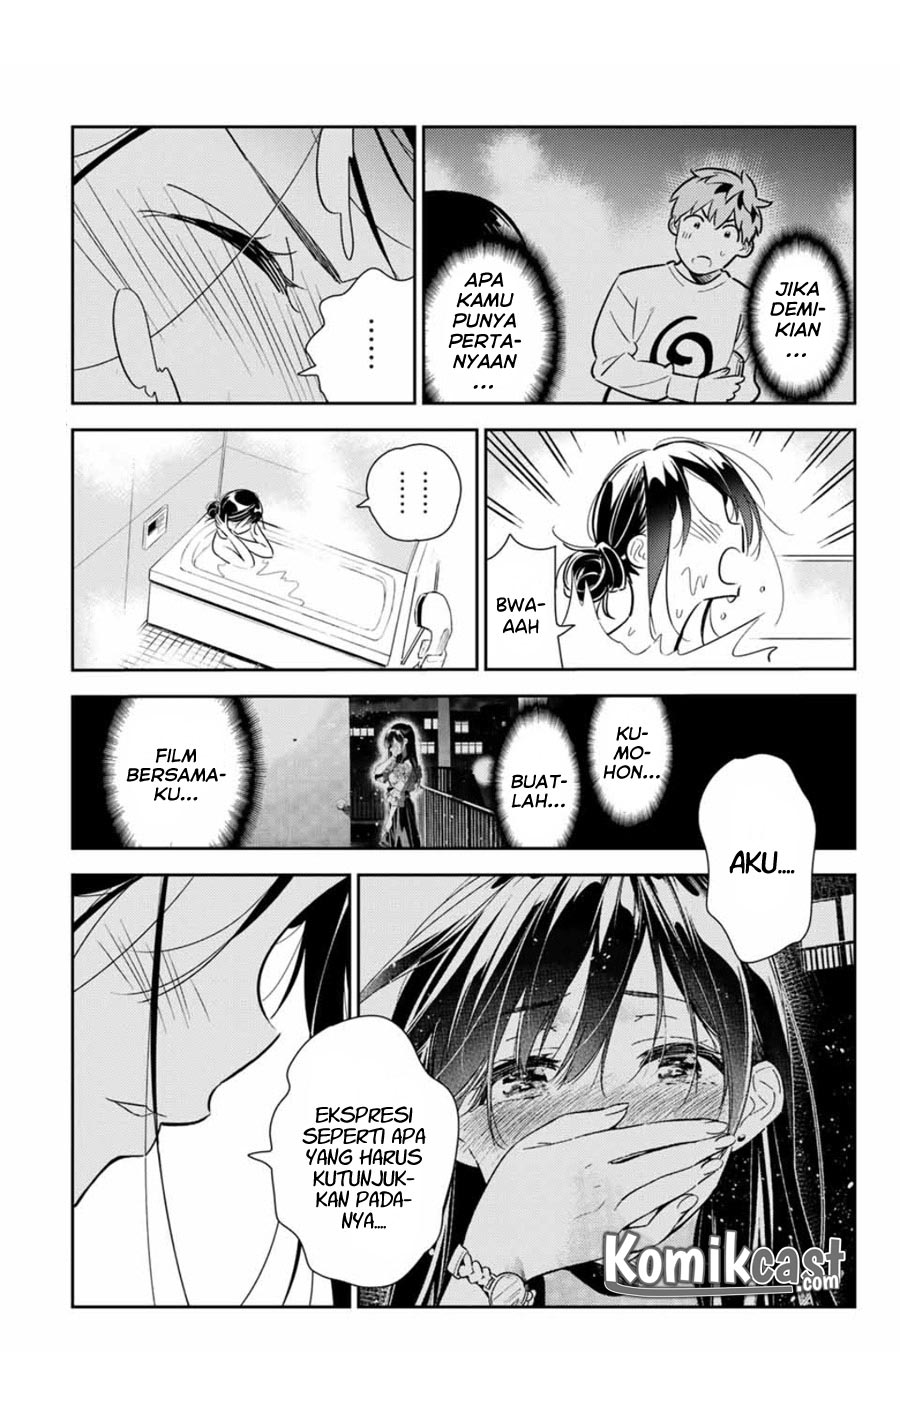 JIKA
DEMI-
KIAN
...
APA
KAMU
PUNYA
PERTA-
NYAAN
...
......
BWA-
AAH
......
KU-
MO-
HON...
BUAT-
LAH...
FILM
BERSAMA-
KU...
AKU....
EKSPRESI
SEPERTI APA
YANG HARUS
KUTUNJUK-
KAN PADA-
NYA....
Komikcast
.com